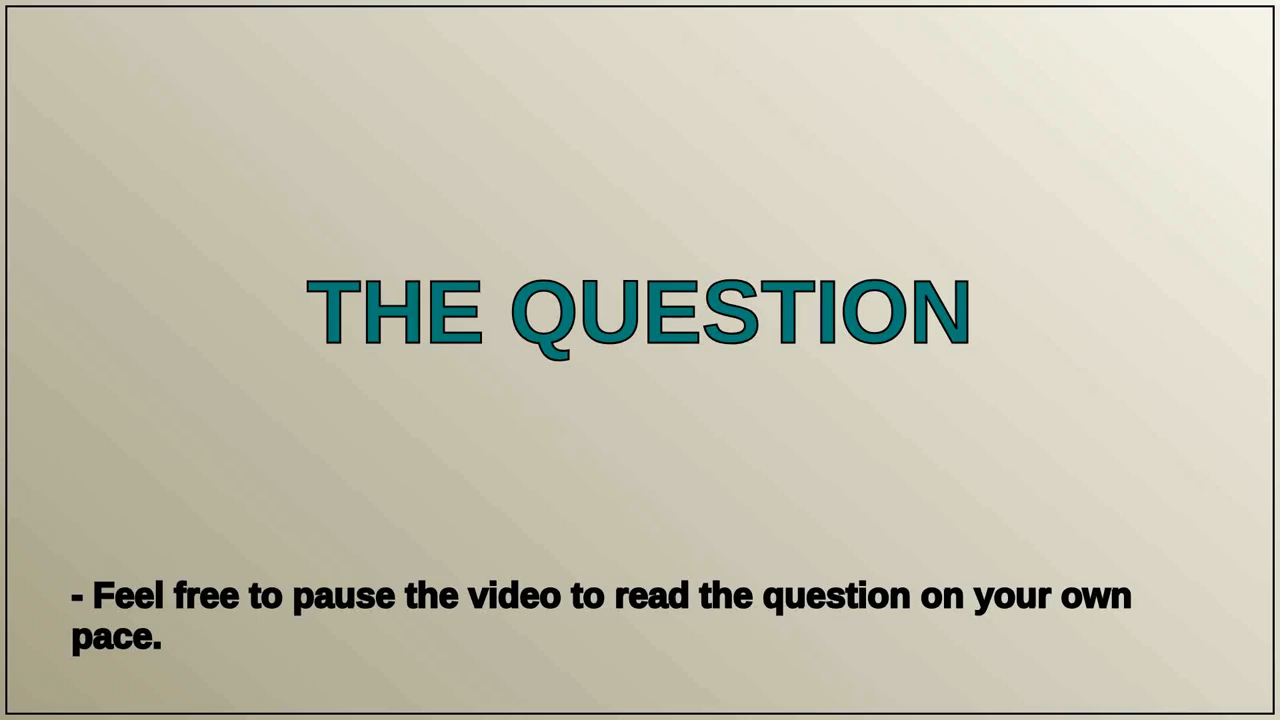 THE QUESTION
- Feel free to pause the video to read the question on your own
pace.